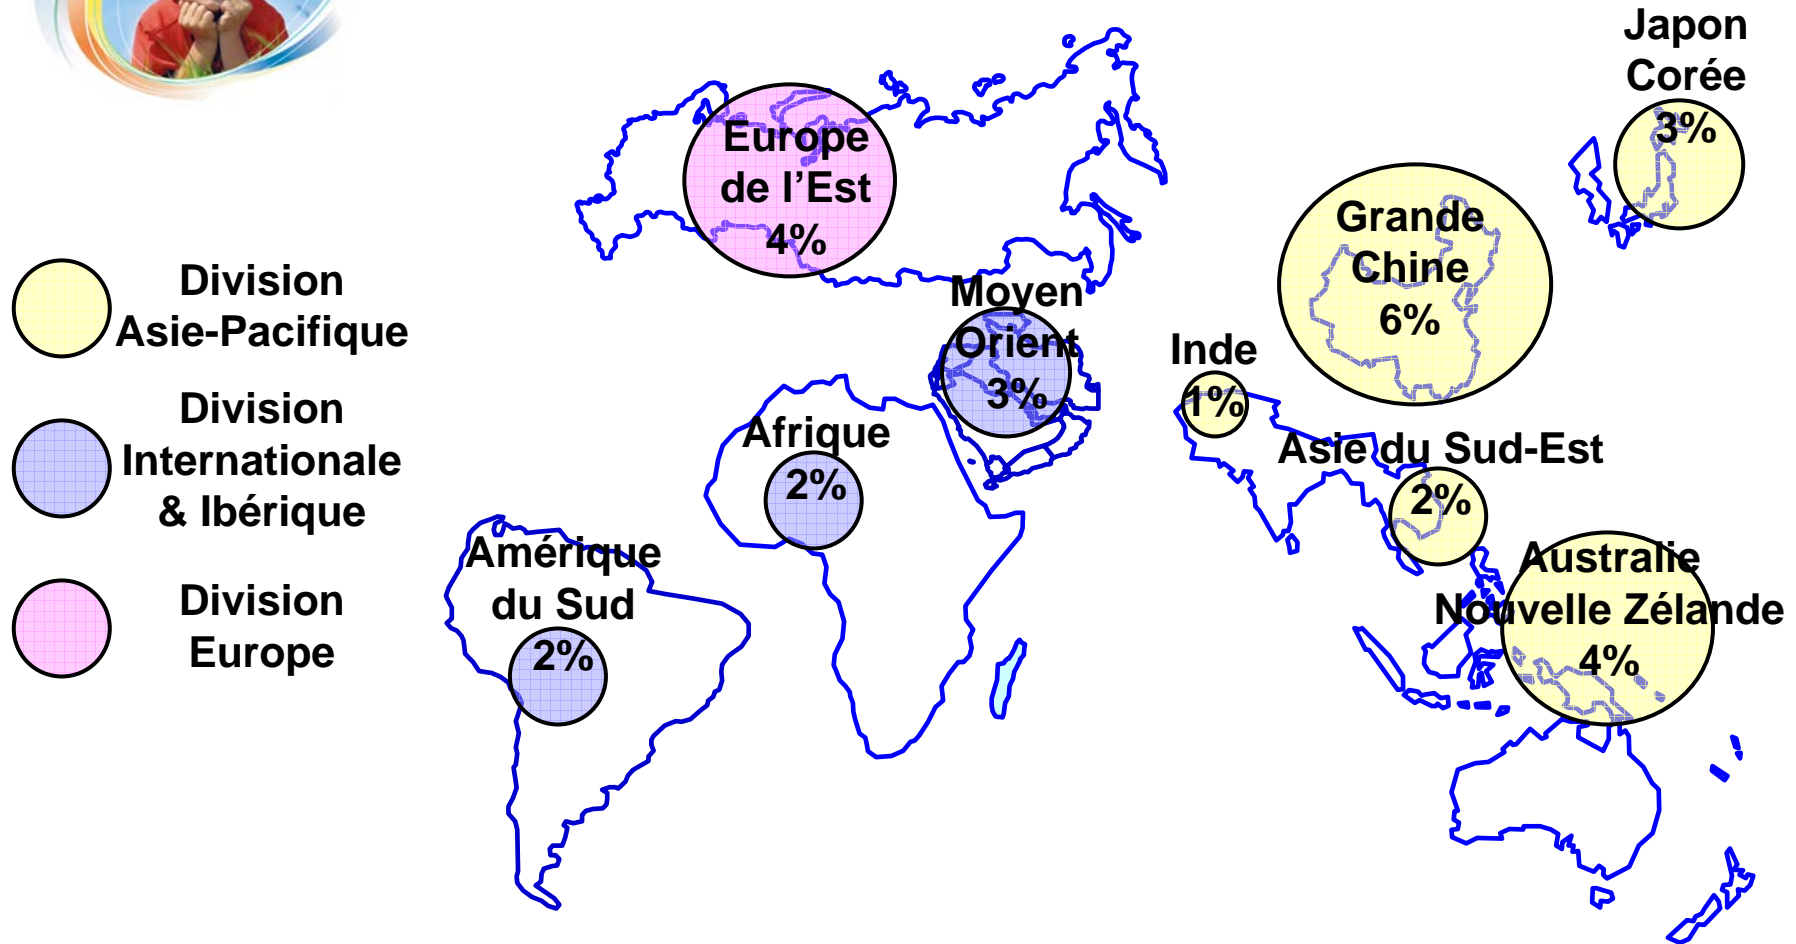 Division
Asie-Pacifique
Division
Internationale
& Ibérique
Division
Europe
Europe
de l’Est
4%
Japon
Corée
3%
Grande
Chine
6%
Moyen
Orient
3%
Inde
1%
Afrique
2%
Asie du Sud-Est
2%
Amérique
du Sud
2%
Australie
Nouvelle Zélande
4%